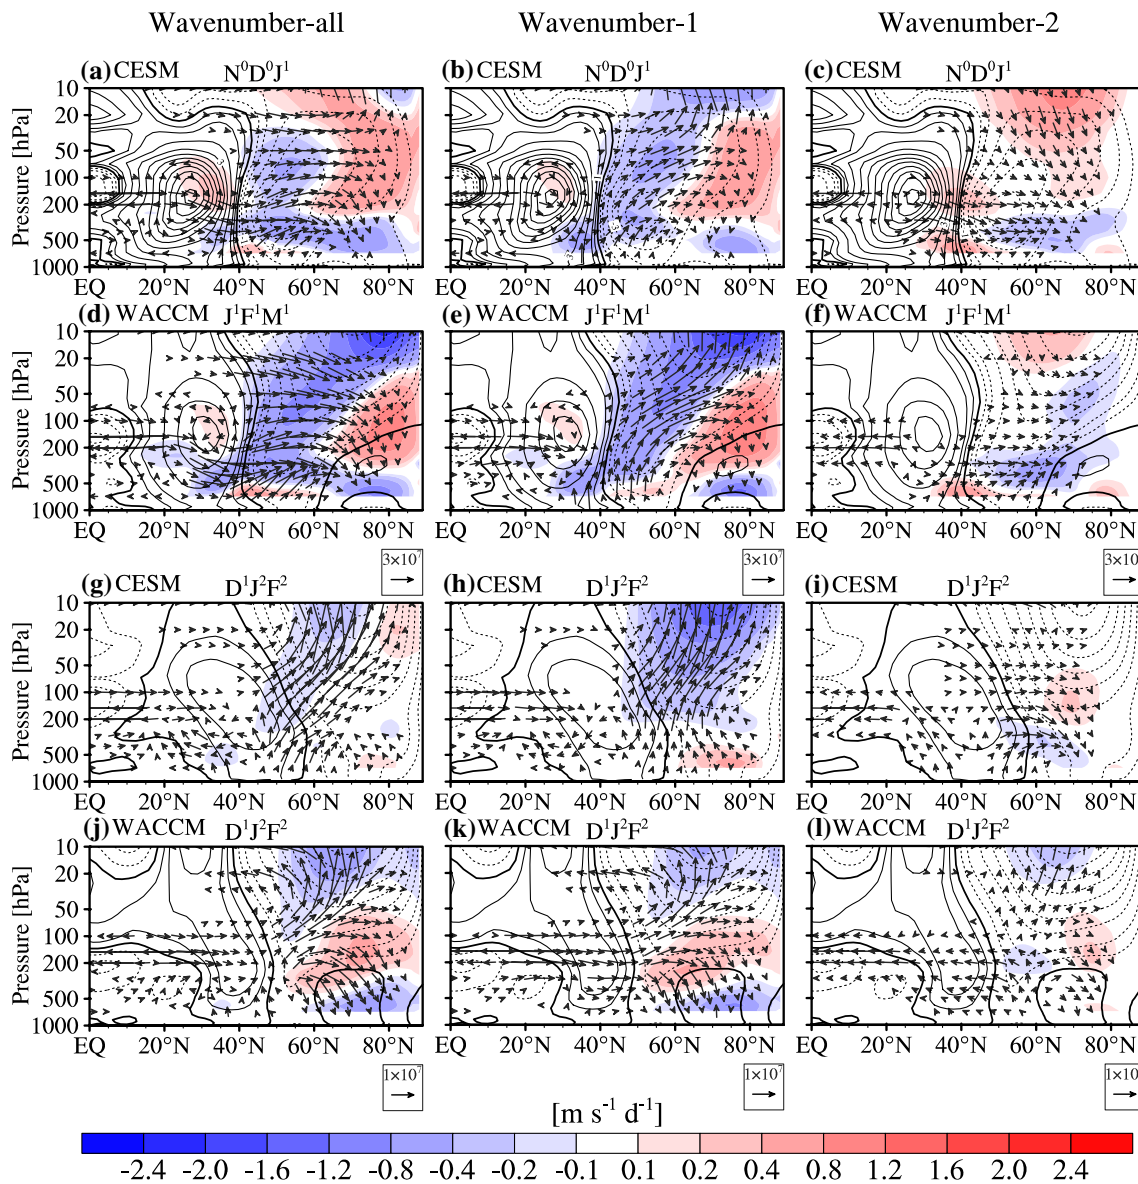 Wavenumber-all Wavenumber-1 Wavenumber-2
(a) CESM N⁰D⁰J¹ (b) CESM N⁰D⁰J¹ (c) CESM N⁰D⁰J¹
10
20
50
100
200
500
1000
Pressure [hPa]
EQ 20°N 40°N 60°N 80°N EQ 20°N 40°N 60°N 80°N EQ 20°N 40°N 60°N 80°N
(d) WACCM J¹F¹M¹ (e) WACCM J¹F¹M¹ (f) WACCM J¹F¹M¹
10
20
50
100
200
500
1000
Pressure [hPa]
EQ 20°N 40°N 60°N 80°N EQ 20°N 40°N 60°N 80°N EQ 20°N 40°N 60°N 80°N
3×10⁷ 3×10⁷ 3×10
(g) CESM D¹J²F² (h) CESM D¹J²F² (i) CESM D¹J²F²
10
20
50
100
200
500
1000
Pressure [hPa]
EQ 20°N 40°N 60°N 80°N EQ 20°N 40°N 60°N 80°N EQ 20°N 40°N 60°N 80°N
(j) WACCM D¹J²F² (k) WACCM D¹J²F² (l) WACCM D¹J²F²
10
20
50
100
200
500
1000
Pressure [hPa]
EQ 20°N 40°N 60°N 80°N EQ 20°N 40°N 60°N 80°N EQ 20°N 40°N 60°N 80°N
1×10⁷ 1×10⁷ 1×10
[m s⁻¹ d⁻¹]
-2.4 -2.0 -1.6 -1.2 -0.8 -0.4 -0.2 -0.1 0.1 0.2 0.4 0.8 1.2 1.6 2.0 2.4